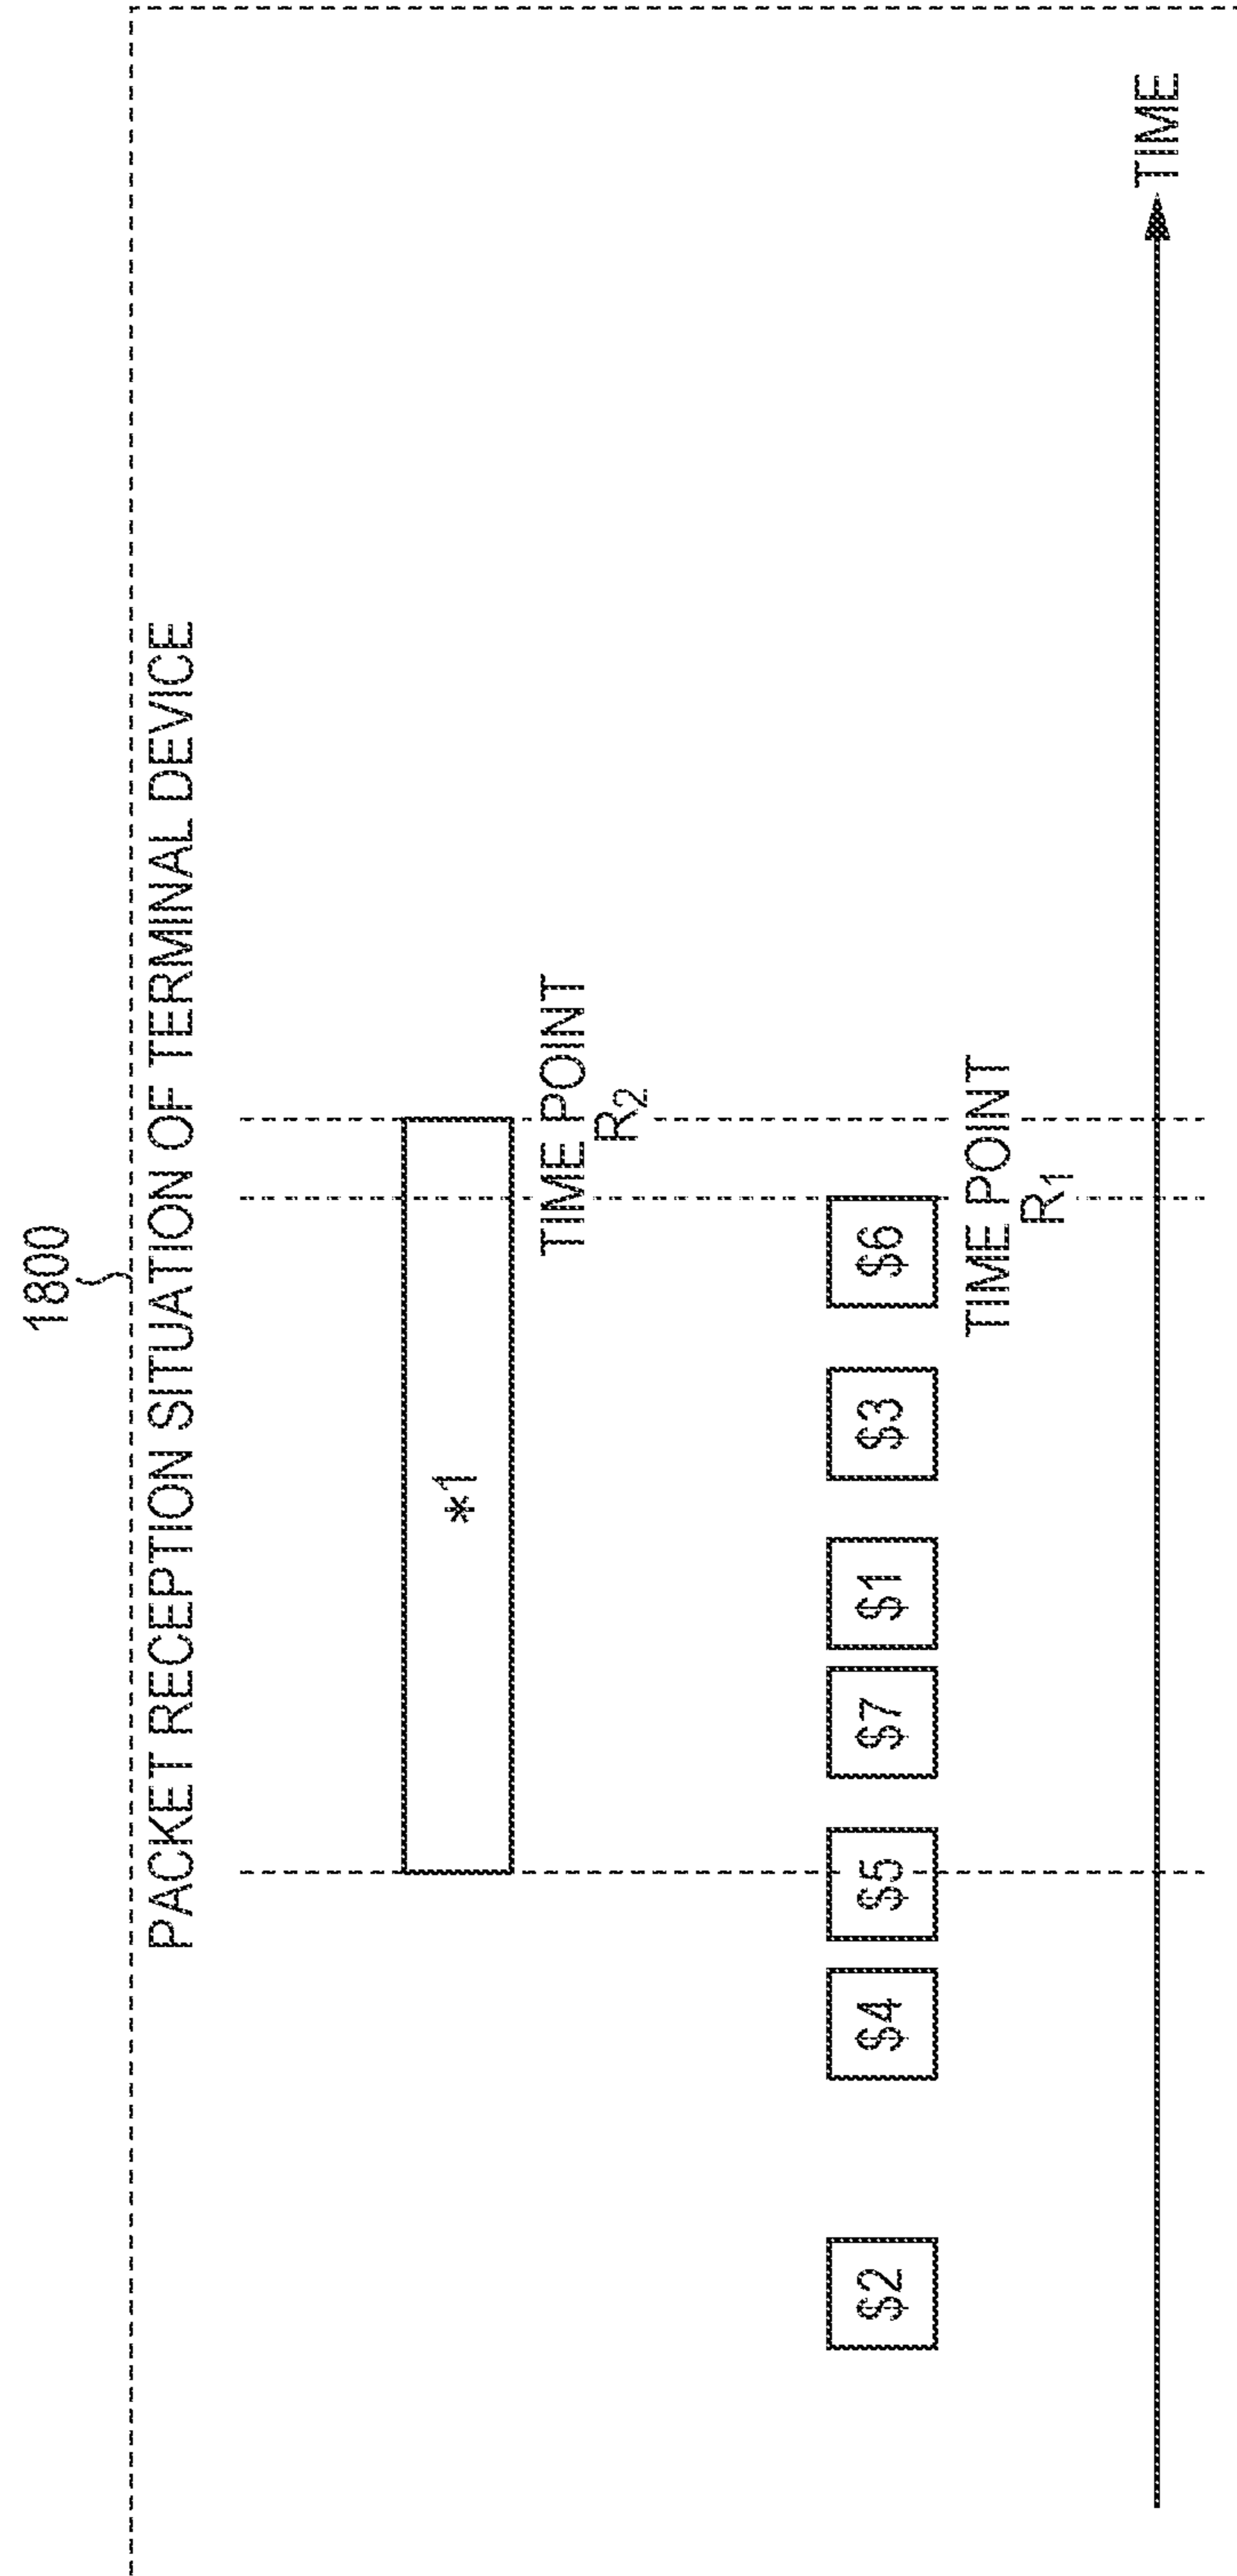 1800
PACKET RECEPTION SITUATION OF TERMINAL DEVICE
*1
TIME POINT
R2
$2 $4 $5 $7 $1 $3 $6
TIME POINT
R1
TIME